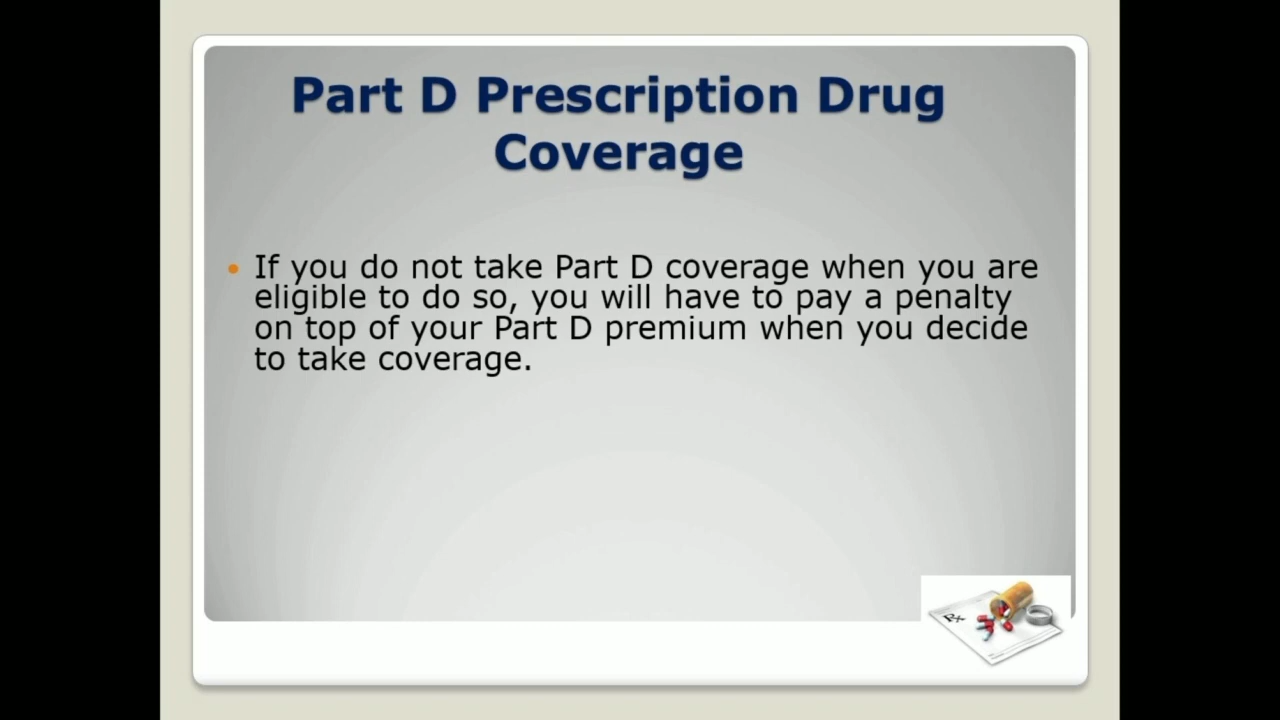 Part D Prescription Drug
Coverage
• If you do not take Part D coverage when you are
eligible to do so, you will have to pay a penalty
on top of your Part D premium when you decide
to take coverage.
Rx